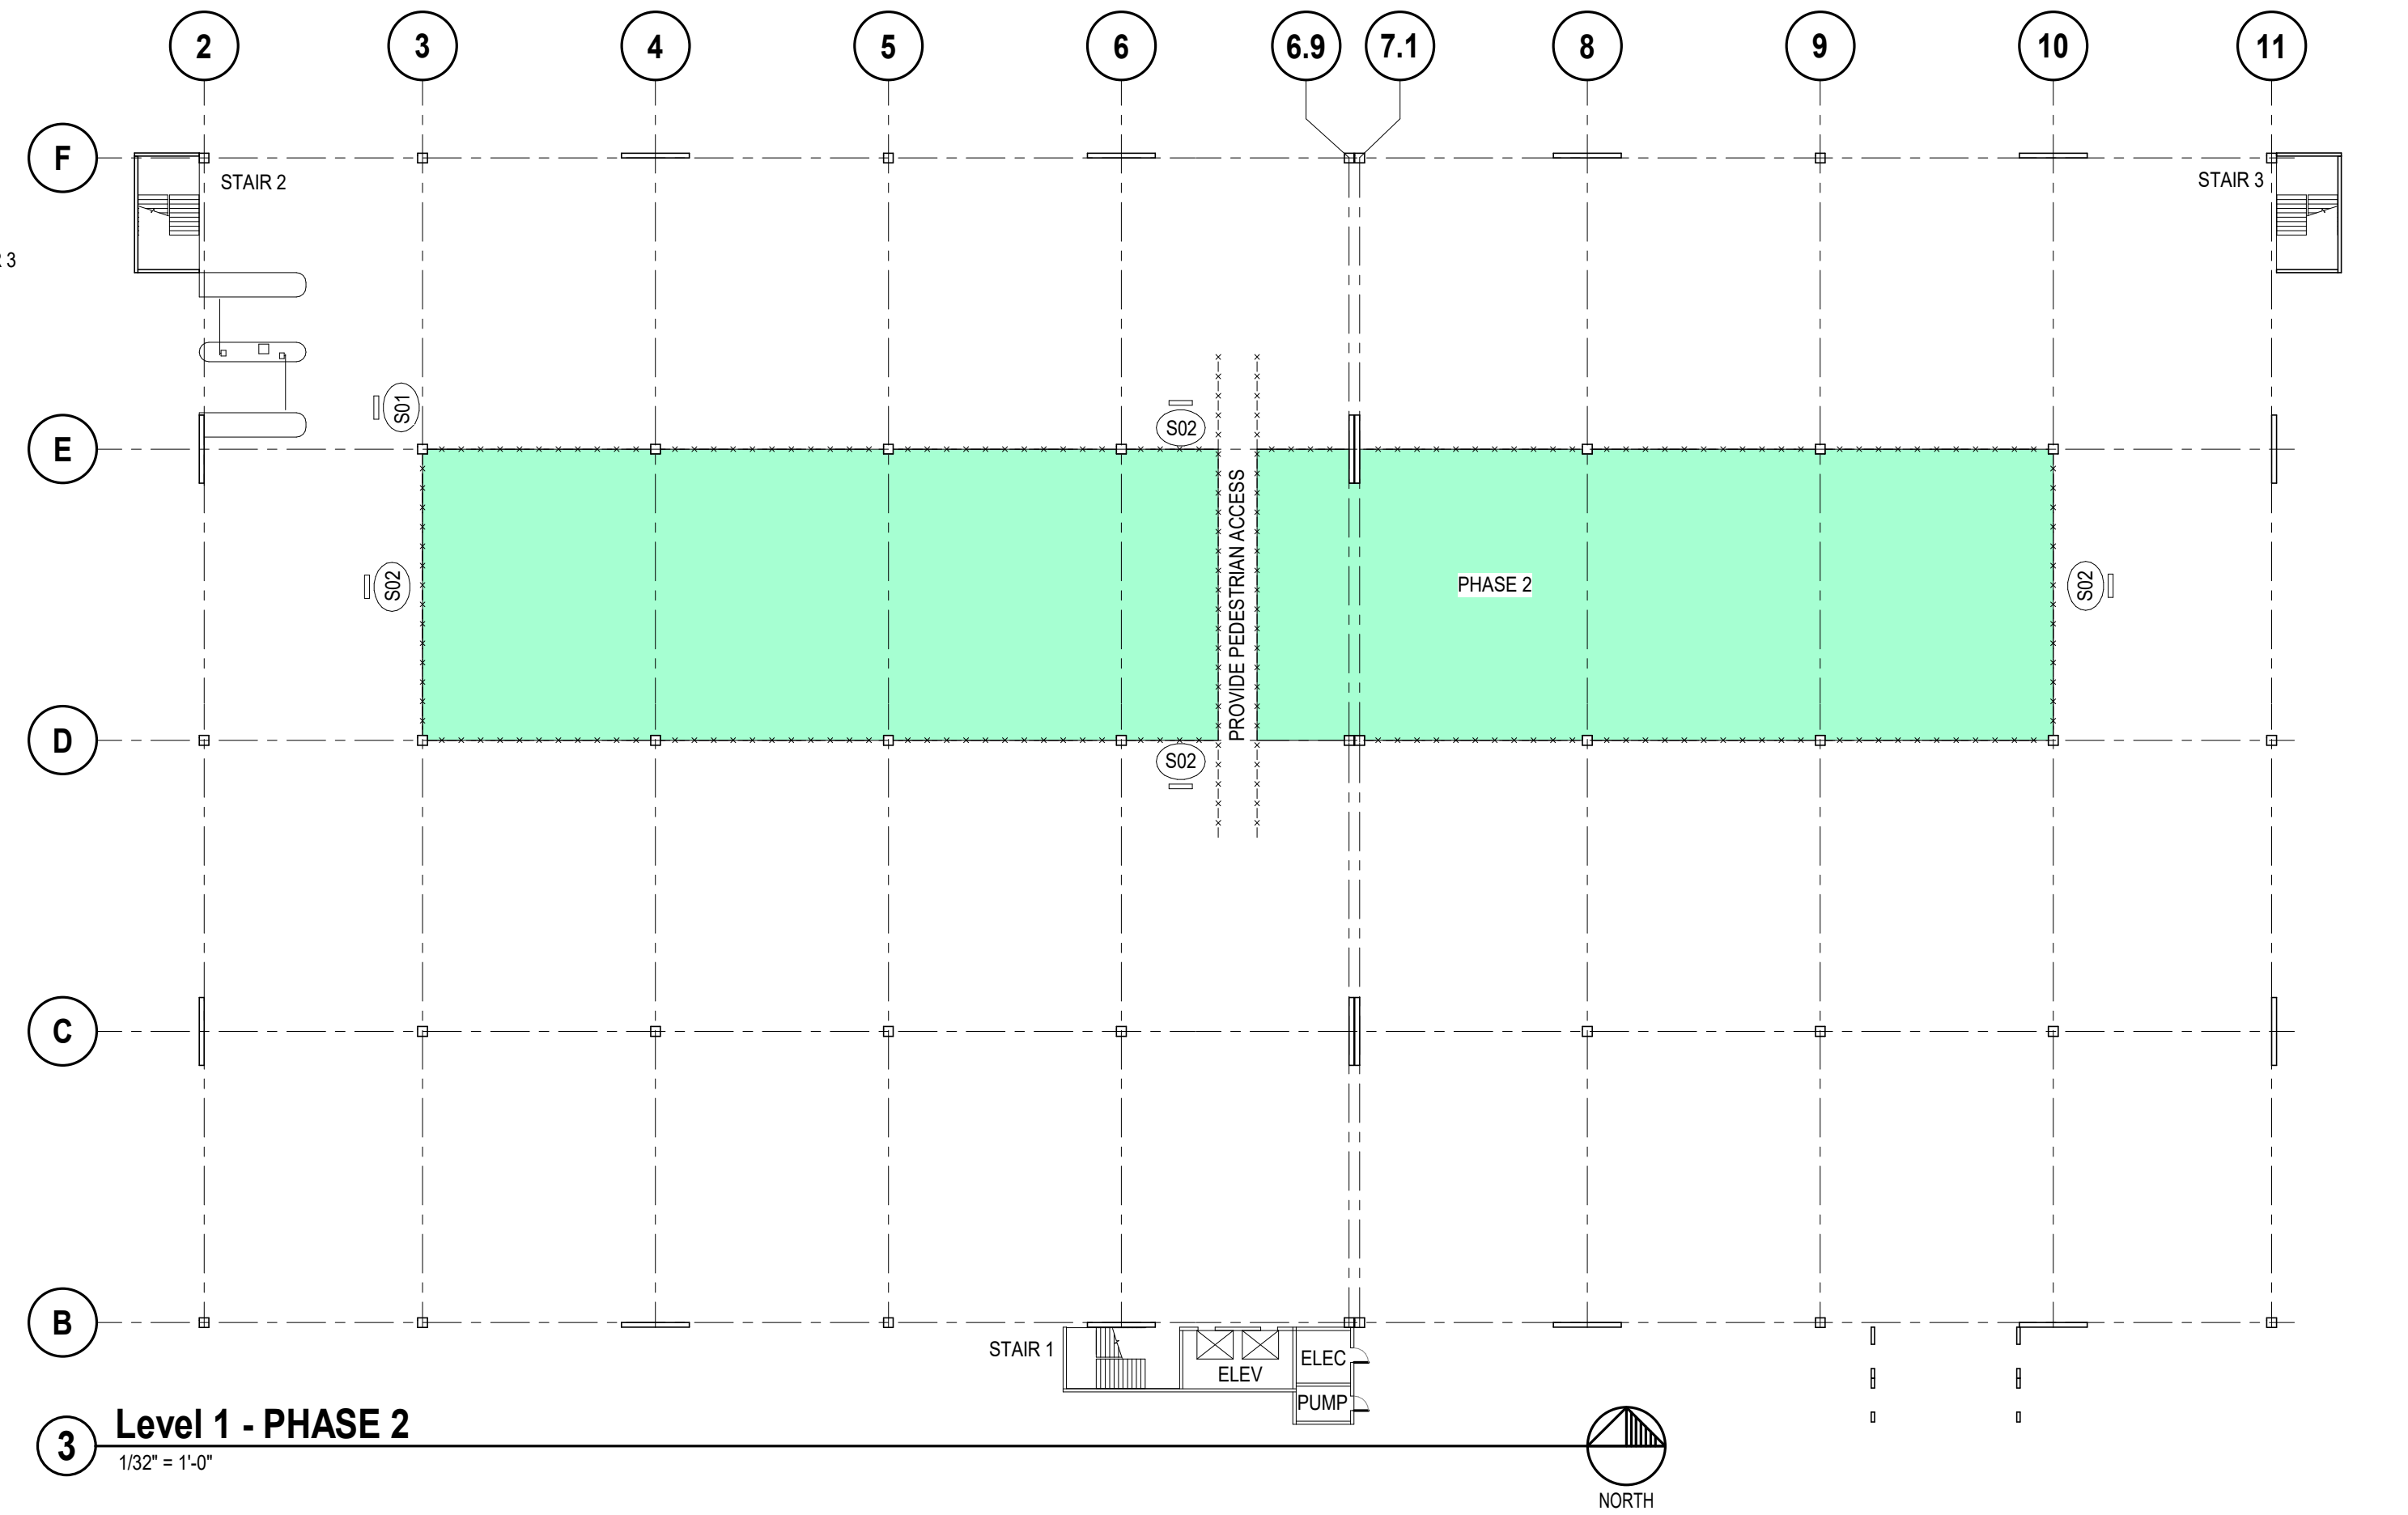 2 3 4 5 6 6.9 7.1 8 9 10 11
F
STAIR 2
STAIR 3
R 3
S01
S02
E
PROVIDE PEDESTRIAN ACCESS
S02
PHASE 2
S02
D
S02
C
B
STAIR 1
ELEV
ELEC
PUMP
3
Level 1 - PHASE 2
1/32" = 1'-0"
NORTH